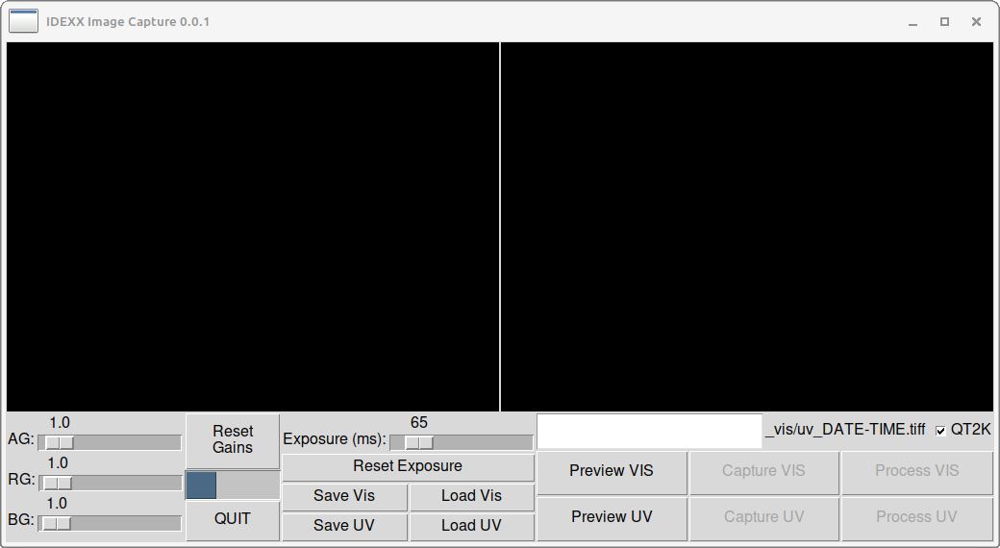 IDEXX Image Capture 0.0.1
AG: 1.0
RG: 1.0
BG: 1.0
Reset
Gains
QUIT
Exposure (ms): 65
Reset Exposure
Save Vis
Load Vis
Save UV
Load UV
_vis/uv_DATE-TIME.tiff
QT2K
Preview VIS
Capture VIS
Process VIS
Preview UV
Capture UV
Process UV